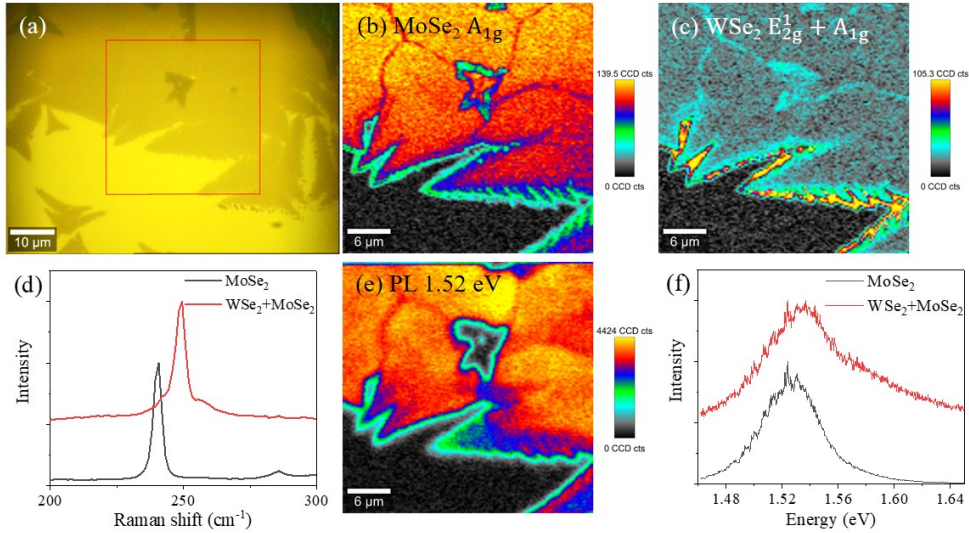 (a)
10 μm
(b) MoSe₂ A₁g
139.5 CCD cts
0 CCD cts
6 μm
(c) WSe₂ E¹₂g + A₁g
105.3 CCD cts
0 CCD cts
6 μm
(d)
MoSe₂
WSe₂+MoSe₂
Intensity
200
250
300
Raman shift (cm⁻¹)
(e) PL 1.52 eV
4424 CCD cts
0 CCD cts
6 μm
(f)
MoSe₂
WSe₂+MoSe₂
Intensity
1.48
1.52
1.56
1.60
1.64
Energy (eV)